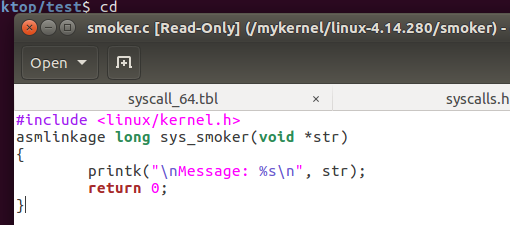 ktop/test$ cd
smoker.c [Read-Only] (/mykernel/linux-4.14.280/smoker) -
Open
syscall_64.tbl × syscalls.h
#include <linux/kernel.h>
asmlinkage long sys_smoker(void *str)
{
        printk("\nMessage: %s\n", str);
        return 0;
}